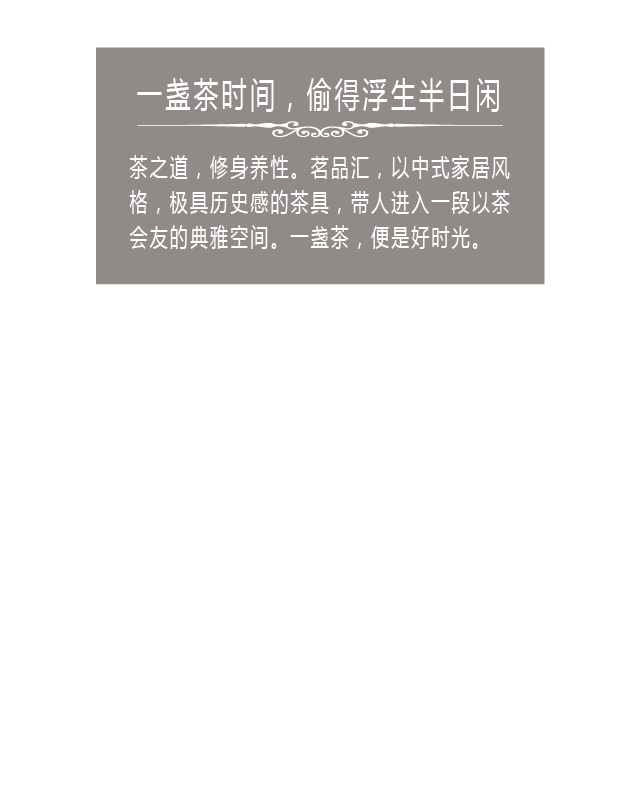 一盏茶时间，偷得浮生半日闲
茶之道，修身养性。茗品汇，以中式家居风
格，极具历史感的茶具，带人进入一段以茶
会友的典雅空间。一盏茶，便是好时光。